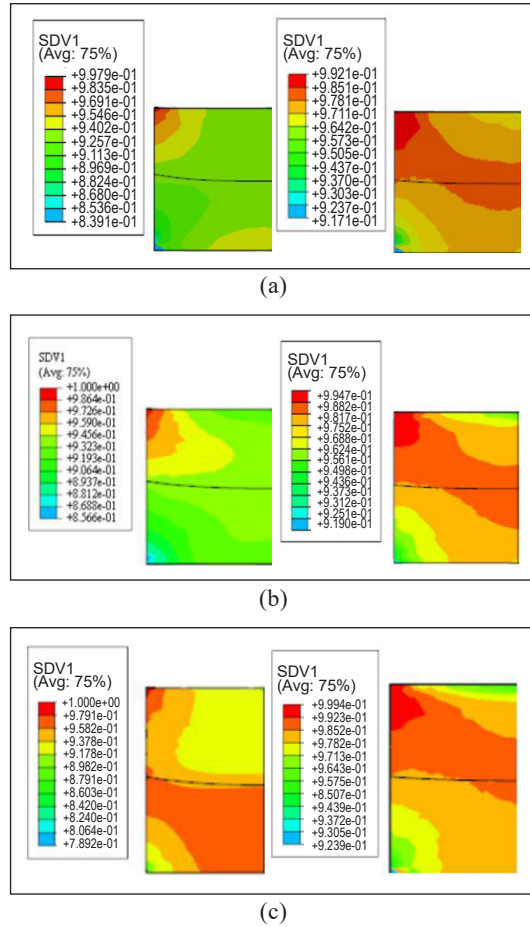 SDV1
(Avg: 75%)
+9.979e-01
+9.835e-01
+9.691e-01
+9.546e-01
+9.402e-01
+9.257e-01
+9.113e-01
+8.969e-01
+8.824e-01
+8.680e-01
+8.536e-01
+8.391e-01
SDV1
(Avg: 75%)
+9.921e-01
+9.851e-01
+9.781e-01
+9.711e-01
+9.642e-01
+9.573e-01
+9.505e-01
+9.437e-01
+9.370e-01
+9.303e-01
+9.237e-01
+9.171e-01
(a)
SDV1
(Avg: 75%)
+1.000e+00
+9.864e-01
+9.726e-01
+9.590e-01
+9.456e-01
+9.323e-01
+9.193e-01
+9.064e-01
+8.937e-01
+8.812e-01
+8.688e-01
+8.566e-01
SDV1
(Avg: 75%)
+9.947e-01
+9.882e-01
+9.817e-01
+9.752e-01
+9.688e-01
+9.624e-01
+9.561e-01
+9.498e-01
+9.436e-01
+9.373e-01
+9.312e-01
+9.251e-01
+9.190e-01
(b)
SDV1
(Avg: 75%)
+1.000e+00
+9.791e-01
+9.582e-01
+9.378e-01
+9.178e-01
+8.982e-01
+8.791e-01
+8.603e-01
+8.420e-01
+8.240e-01
+8.064e-01
+7.892e-01
SDV1
(Avg: 75%)
+9.994e-01
+9.923e-01
+9.852e-01
+9.782e-01
+9.713e-01
+9.643e-01
+9.575e-01
+8.507e-01
+9.439e-01
+9.372e-01
+9.305e-01
+9.239e-01
(c)